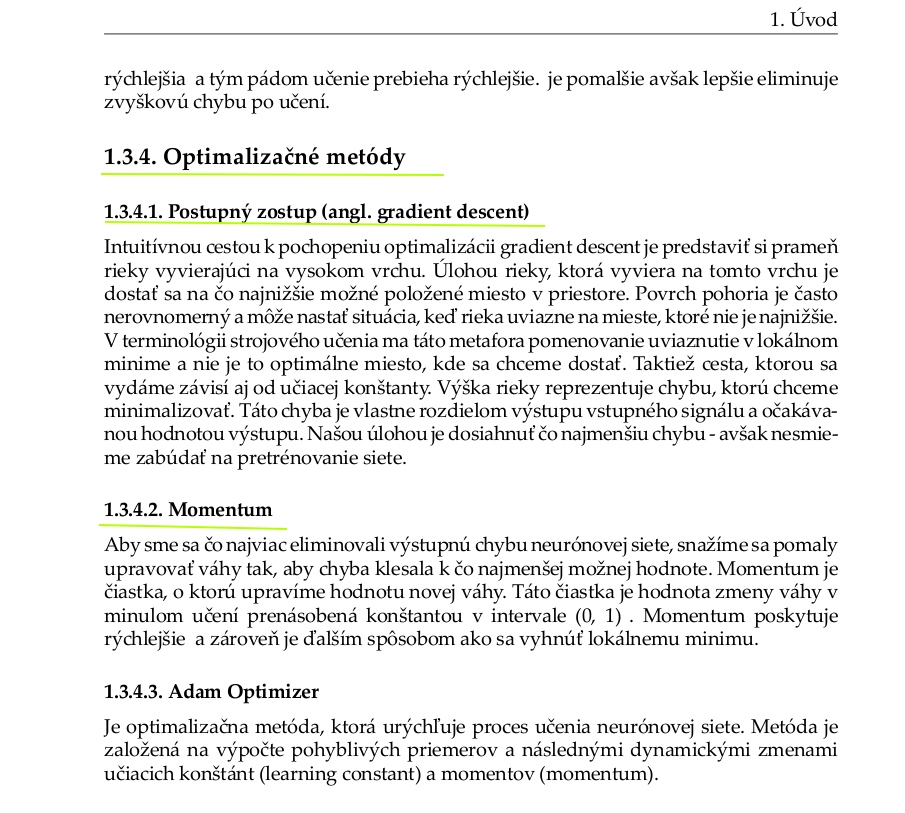 1. Úvod
rýchlejšia a tým pádom učenie prebieha rýchlejšie. je pomalšie avšak lepšie eliminuje
zvyškovú chybu po učení.
1.3.4. Optimalizačné metódy
1.3.4.1. Postupný zostup (angl. gradient descent)
Intuitívnou cestou k pochopeniu optimalizácii gradient descent je predstaviť si prameň
rieky vyvierajúci na vysokom vrchu. Úlohou rieky, ktorá vyviera na tomto vrchu je
dostať sa na čo najnižšie možné položené miesto v priestore. Povrch pohoria je často
nerovnomerný a môže nastať situácia, keď rieka uviazne na mieste, ktoré nie je najnižšie.
V terminológii strojového učenia ma táto metafora pomenovanie uviaznutie v lokálnom
minime a nie je to optimálne miesto, kde sa chceme dostať. Taktiež cesta, ktorou sa
vydáme závisí aj od učiacej konštanty. Výška rieky reprezentuje chybu, ktorú chceme
minimalizovať. Táto chyba je vlastne rozdielom výstupu vstupného signálu a očakáva-
nou hodnotou výstupu. Našou úlohou je dosiahnuť čo najmenšiu chybu - avšak nesmie-
me zabúdať na pretrénovanie siete.
1.3.4.2. Momentum
Aby sme sa čo najviac eliminovali výstupnú chybu neurónovej siete, snažíme sa pomaly
upravovať váhy tak, aby chyba klesala k čo najmenšej možnej hodnote. Momentum je
čiastka, o ktorú upravíme hodnotu novej váhy. Táto čiastka je hodnota zmeny váhy v
minulom učení prenásobená konštantou v intervale (0, 1) . Momentum poskytuje
rýchlejšie a zároveň je ďalším spôsobom ako sa vyhnúť lokálnemu minimu.
1.3.4.3. Adam Optimizer
Je optimalizačna metóda, ktorá urýchľuje proces učenia neurónovej siete. Metóda je
založená na výpočte pohyblivých priemerov a následnými dynamickými zmenami
učiacich konštánt (learning constant) a momentov (momentum).